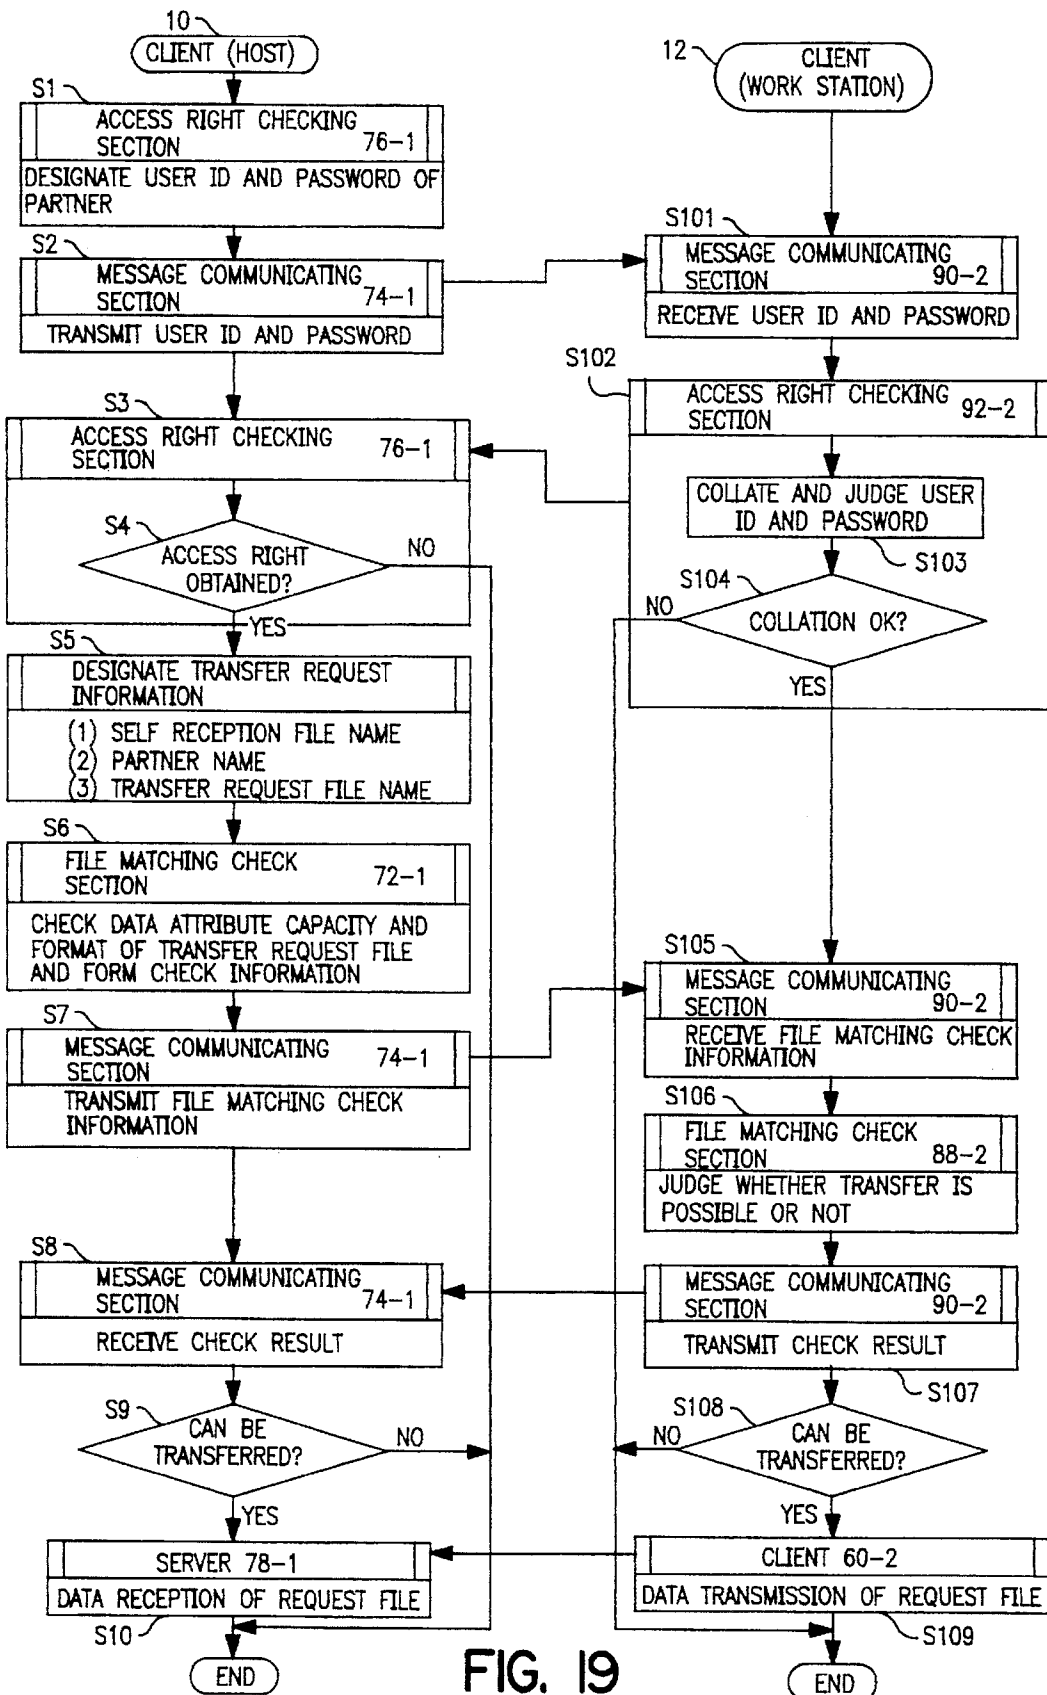 10
CLIENT (HOST)
S1
ACCESS RIGHT CHECKING
SECTION 76-1
DESIGNATE USER ID AND PASSWORD OF
PARTNER
S2
MESSAGE COMMUNICATING
SECTION 74-1
TRANSMIT USER ID AND PASSWORD
S3
ACCESS RIGHT CHECKING
SECTION 76-1
S4
ACCESS RIGHT
OBTAINED?
NO
YES
S5
DESIGNATE TRANSFER REQUEST
INFORMATION
(1) SELF RECEPTION FILE NAME
(2) PARTNER NAME
(3) TRANSFER REQUEST FILE NAME
S6
FILE MATCHING CHECK
SECTION 72-1
CHECK DATA ATTRIBUTE CAPACITY AND
FORMAT OF TRANSFER REQUEST FILE
AND FORM CHECK INFORMATION
S7
MESSAGE COMMUNICATING
SECTION 74-1
TRANSMIT FILE MATCHING CHECK
INFORMATION
S8
MESSAGE COMMUNICATING
SECTION 74-1
RECEIVE CHECK RESULT
S9
CAN BE
TRANSFERRED?
NO
YES
SERVER 78-1
DATA RECEPTION OF REQUEST FILE
S10
END
12
CLIENT
(WORK STATION)
S101
MESSAGE COMMUNICATING
SECTION 90-2
RECEIVE USER ID AND PASSWORD
S102
ACCESS RIGHT CHECKING
SECTION 92-2
COLLATE AND JUDGE USER
ID AND PASSWORD
S103
S104
NO
COLLATION OK?
YES
S105
MESSAGE COMMUNICATING
SECTION 90-2
RECEIVE FILE MATCHING CHECK
INFORMATION
S106
FILE MATCHING CHECK
SECTION 88-2
JUDGE WHETHER TRANSFER IS
POSSIBLE OR NOT
MESSAGE COMMUNICATING
SECTION 90-2
TRANSMIT CHECK RESULT
S107
S108
NO
CAN BE
TRANSFERRED?
YES
CLIENT 60-2
DATA TRANSMISSION OF REQUEST FILE
S109
END
FIG. 19